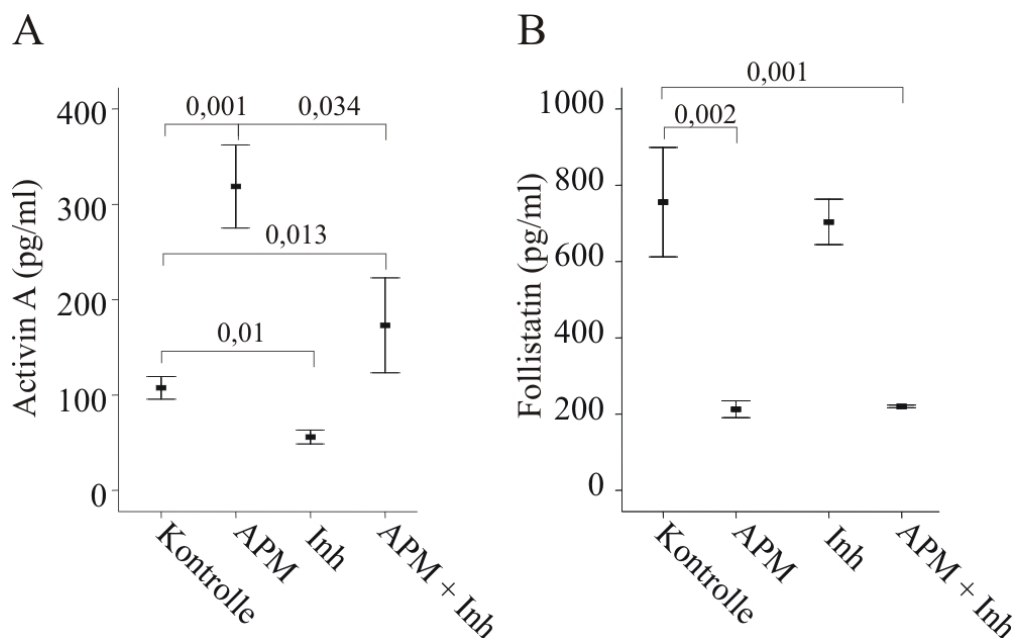 A
Activin A (pg/ml)
400
300
200
100
0
0,001
0,034
0,013
0,01
Kontrolle
APM
Inh
APM + Inh
B
Follistatin (pg/ml)
1000
800
600
400
200
0
0,001
0,002
Kontrolle
APM
Inh
APM + Inh